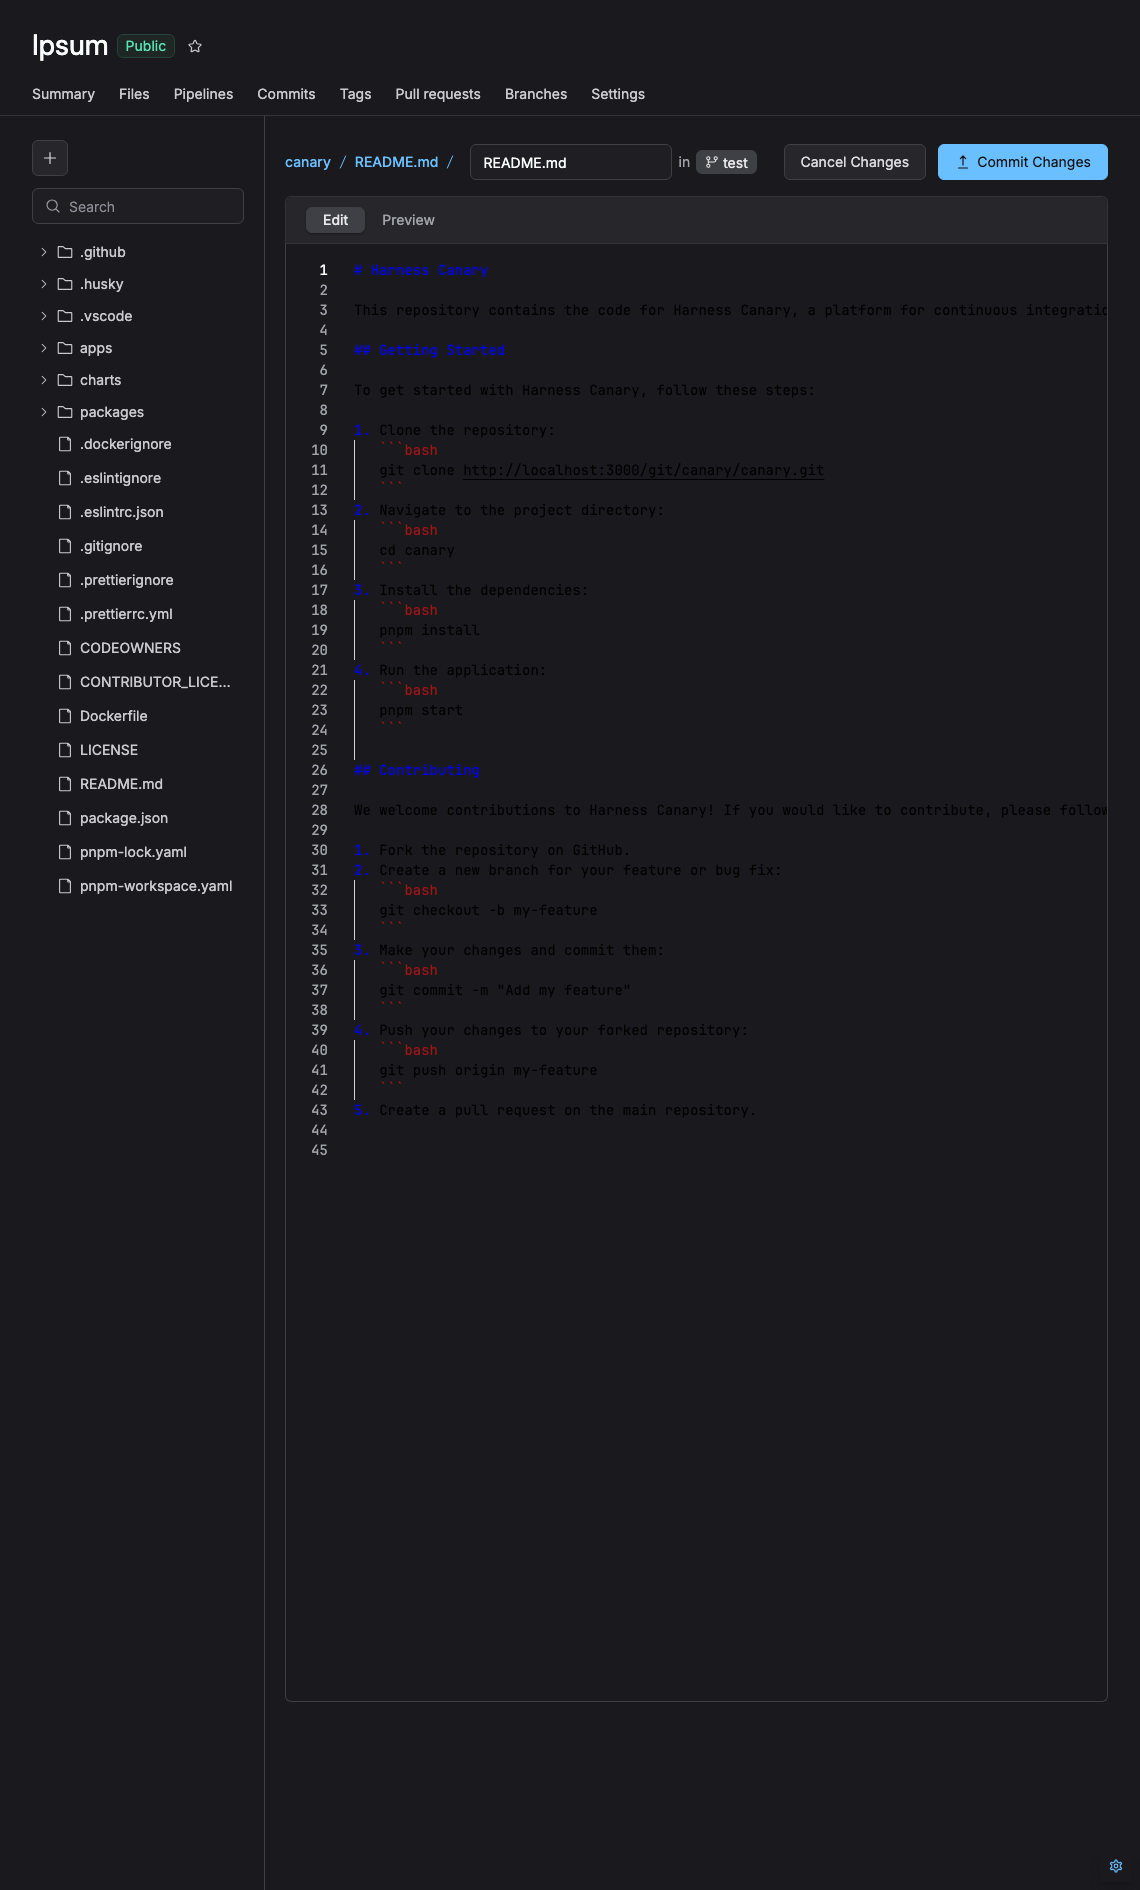 Ipsum Public
Summary Files Pipelines Commits Tags Pull requests Branches Settings
Search
.github
.husky
.vscode
apps
charts
packages
.dockerignore
.eslintignore
.eslintrc.json
.gitignore
.prettierignore
.prettierrc.yml
CODEOWNERS
CONTRIBUTOR_LICE...
Dockerfile
LICENSE
README.md
package.json
pnpm-lock.yaml
pnpm-workspace.yaml
canary / README.md / README.md in test Cancel Changes Commit Changes
Edit Preview
1 # Harness Canary
2
3 This repository contains the code for Harness Canary, a platform for continuous integratio
4
5 ## Getting Started
6
7 To get started with Harness Canary, follow these steps:
8
9 1. Clone the repository:
10 ```bash
11 git clone http://localhost:3000/git/canary/canary.git
12 ```
13 2. Navigate to the project directory:
14 ```bash
15 cd canary
16 ```
17 3. Install the dependencies:
18 ```bash
19 pnpm install
20 ```
21 4. Run the application:
22 ```bash
23 pnpm start
24 ```
25
26 ## Contributing
27
28 We welcome contributions to Harness Canary! If you would like to contribute, please follow
29
30 1. Fork the repository on GitHub.
31 2. Create a new branch for your feature or bug fix:
32 ```bash
33 git checkout -b my-feature
34 ```
35 3. Make your changes and commit them:
36 ```bash
37 git commit -m "Add my feature"
38 ```
39 4. Push your changes to your forked repository:
40 ```bash
41 git push origin my-feature
42 ```
43 5. Create a pull request on the main repository.
44
45